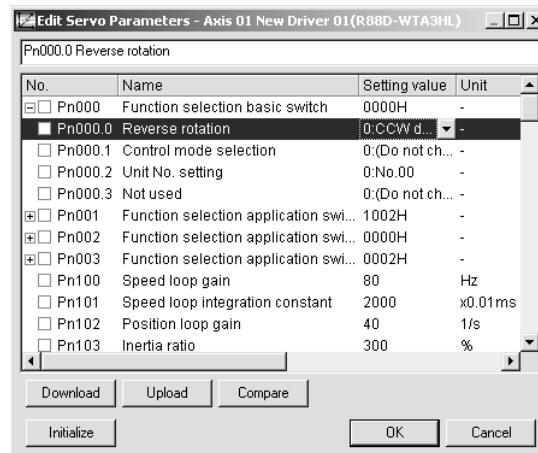 Edit Servo Parameters - Axis 01 New Driver 01(R88D-WTA3HL)
Pn000.0 Reverse rotation
No. Name Setting value Unit
Pn000 Function selection basic switch 0000H -
Pn000.0 Reverse rotation 0:CCW d... -
Pn000.1 Control mode selection 0:(Do not ch... -
Pn000.2 Unit No. setting 0:No.00 -
Pn000.3 Not used 0:(Do not ch... -
Pn001 Function selection application swi... 1002H -
Pn002 Function selection application swi... 0000H -
Pn003 Function selection application swi... 0002H -
Pn100 Speed loop gain 80 Hz
Pn101 Speed loop integration constant 2000 x0.01ms
Pn102 Position loop gain 40 1/s
Pn103 Inertia ratio 300 %
Download Upload Compare
Initialize OK Cancel